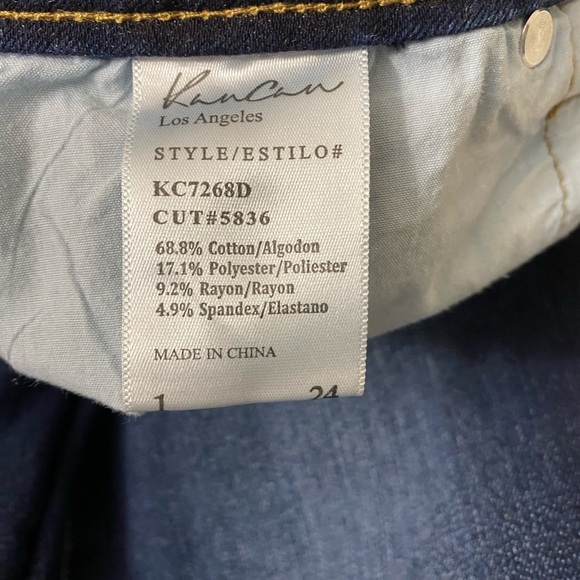 KanCan
Los Angeles
STYLE/ESTILO#
KC7268D
CUT#5836
68.8% Cotton/Algodon
17.1% Polyester/Poliester
9.2% Rayon/Rayon
4.9% Spandex/Elastano
MADE IN CHINA
1 24